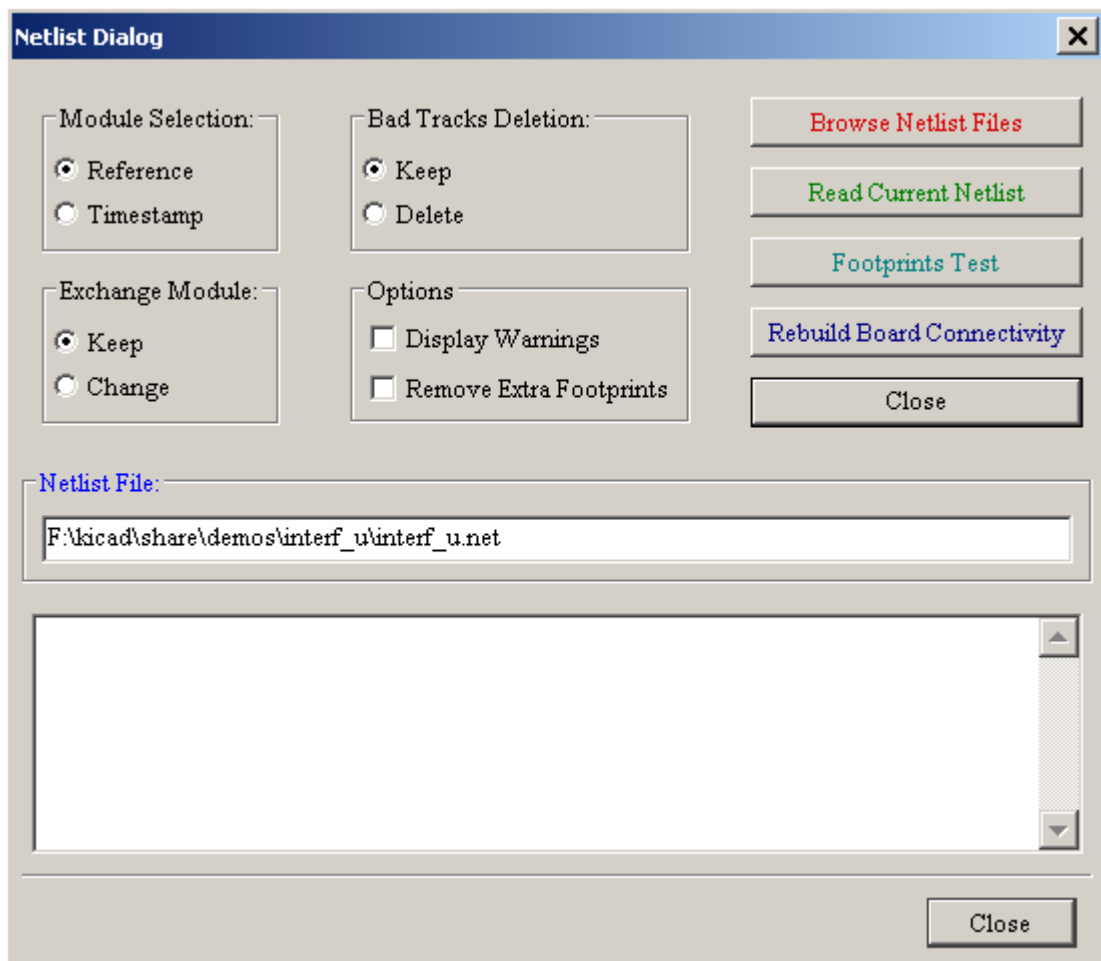 Netlist Dialog
Module Selection:
Reference
Timestamp
Bad Tracks Deletion:
Keep
Delete
Exchange Module:
Keep
Change
Options
Display Warnings
Remove Extra Footprints
Browse Netlist Files
Read Current Netlist
Footprints Test
Rebuild Board Connectivity
Close
Netlist File:
F:\kicad\share\demos\interf_u\interf_u.net
Close